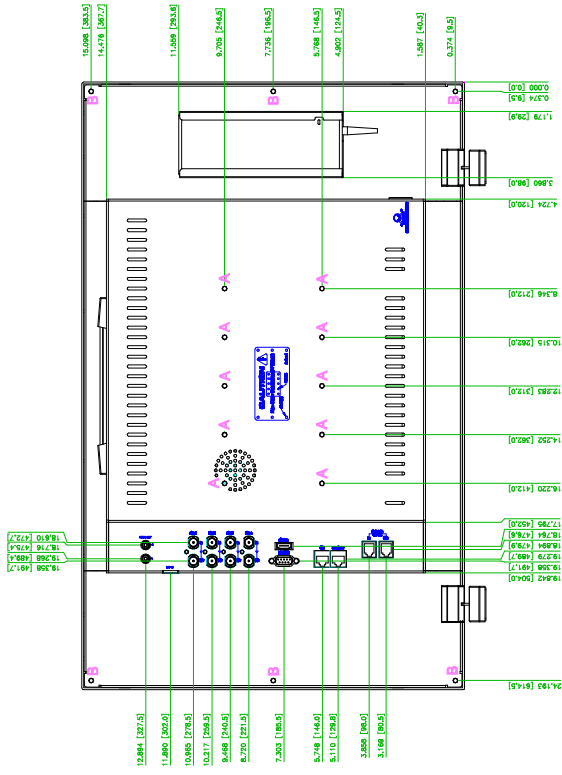 15.098 [383.5]
14.476 [367.7]
11.559 [293.6]
9.705 [246.5]
7.736 [196.5]
5.768 [146.5]
4.902 [124.5]
1.587 [40.3]
0.374 [9.5]
0.000 [0.0]
0.374 [9.5]
1.179 [29.9]
3.860 [98.0]
4.724 [120.0]
8.346 [212.0]
10.315 [262.0]
12.283 [312.0]
14.252 [362.0]
16.220 [412.0]
17.795 [452.0]
18.764 [476.6]
18.894 [479.9]
19.279 [489.7]
19.358 [491.7]
19.842 [504.0]
24.193 [614.5]
B
B
B
A
A
A
A
A
A
A
A
A
A
CAUTION
18.610 [472.7]
18.716 [475.4]
19.268 [489.4]
19.358 [491.7]
B
B
B
12.894 [327.5]
11.890 [302.0]
10.965 [278.5]
10.217 [259.5]
9.468 [240.5]
8.720 [221.5]
7.303 [185.5]
5.748 [146.0]
5.110 [129.8]
3.858 [98.0]
3.169 [80.5]